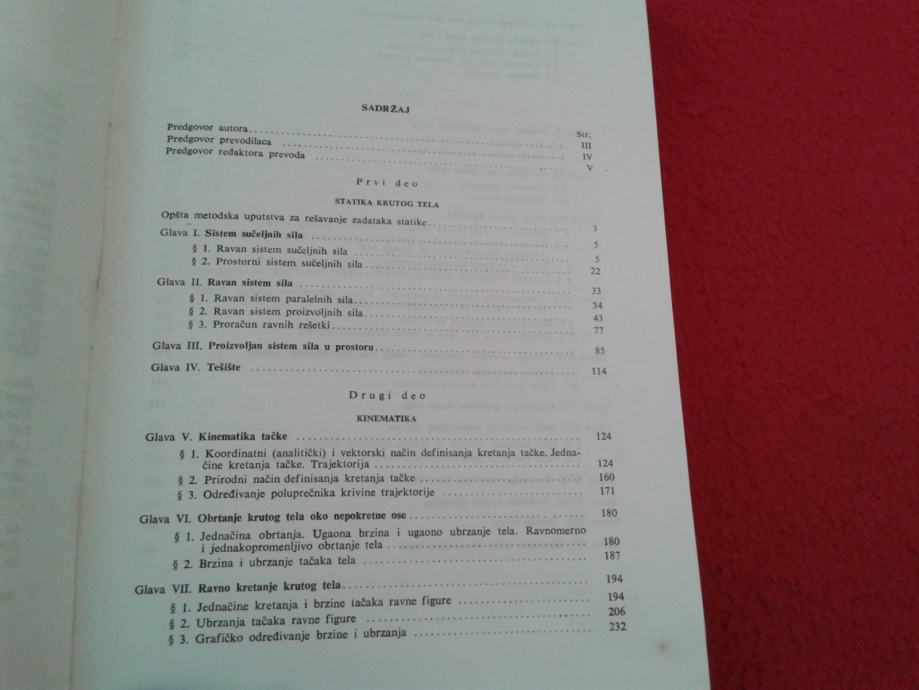 SADRŽAJ
Str.
Predgovor autora III
Predgovor prevodilaca IV
Predgovor redaktora prevoda V
Prvi deo
STATIKA KRUTOG TELA
Opšta metodska uputstva za rešavanje zadataka statike. 3
Glava I. Sistem sučeljnih sila 5
§ 1. Ravan sistem sučeljnih sila 5
§ 2. Prostorni sistem sučeljnih sila 22
Glava II. Ravan sistem sila 33
§ 1. Ravan sistem paralelnih sila 34
§ 2. Ravan sistem proizvoljnih sila 43
§ 3. Proračun ravnih rešetki 77
Glava III. Proizvoljan sistem sila u prostoru 85
Glava IV. Tešište 114
Drugi deo
KINEMATIKA
Glava V. Kinematika tačke 124
§ 1. Koordinatni (analitički) i vektorski način definisanja kretanja tačke. Jedna-
čine kretanja tačke. Trajektorija 124
§ 2. Prirodni način definisanja kretanja tačke 160
§ 3. Određivanje poluprečnika krivine trajektorije 171
Glava VI. Obrtanje krutog tela oko nepokretne ose 180
§ 1. Jednačina obrtanja. Ugaona brzina i ugaono ubrzanje tela. Ravnomerno
i jednakopromenljivo obrtanje tela 180
§ 2. Brzina i ubrzanje tačaka tela 187
Glava VII. Ravno kretanje krutog tela 194
§ 1. Jednačine kretanja i brzine tačaka ravne figure 194
§ 2. Ubrzanja tačaka ravne figure 206
§ 3. Grafičko određivanje brzine i ubrzanja 232